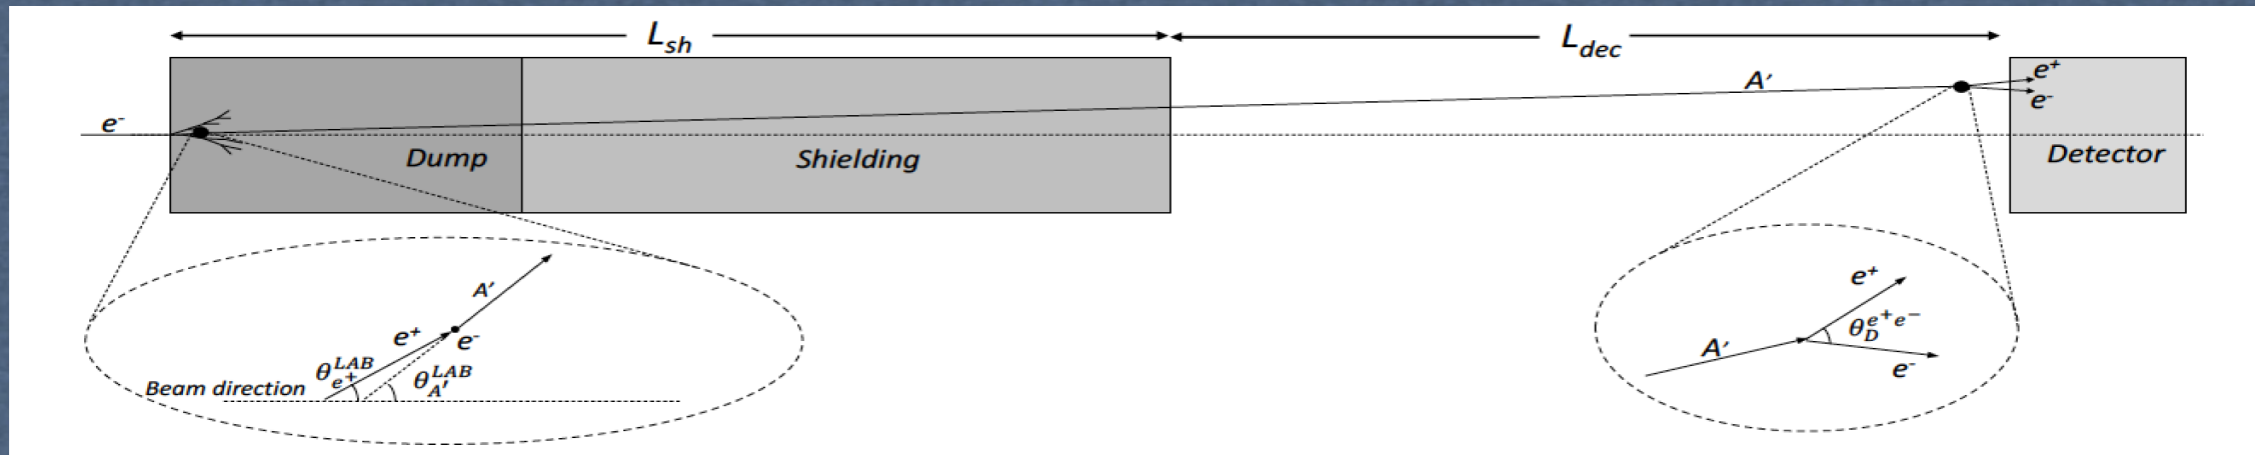 L_sh
L_dec
A′
e⁺
e⁻
e⁻
Dump
Shielding
Detector
A′
e⁺
e⁻
θ_{e⁺}^{LAB}
θ_{A′}^{LAB}
Beam direction
e⁺
θ_D^{e⁺e⁻}
A′
e⁻